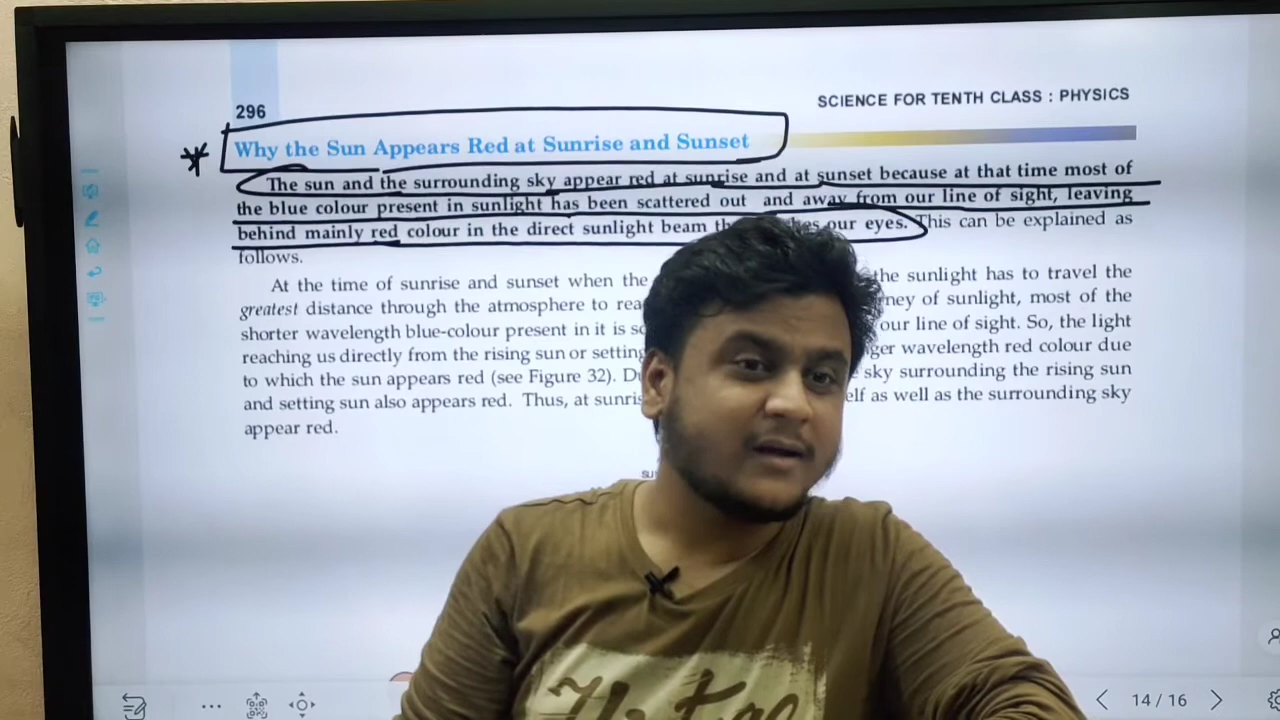 296
SCIENCE FOR TENTH CLASS : PHYSICS
Why the Sun Appears Red at Sunrise and Sunset
The sun and the surrounding sky appear red at sunrise and at sunset because at that time most of
the blue colour present in sunlight has been scattered out and away from our line of sight, leaving
behind mainly red colour in the direct sunlight beam our eyes. This can be explained as
follows.
At the time of sunrise and sunset when the the sunlight has to travel the
greatest distance through the atmosphere to of sunlight, most of the
shorter wavelength blue-colour present in it is our line of sight. So, the light
reaching us directly from the rising sun or wavelength red colour due
to which the sun appears red (see Figure 32). sky surrounding the rising sun
and setting sun also appears red. Thus, at as well as the surrounding sky
appear red.
14 / 16